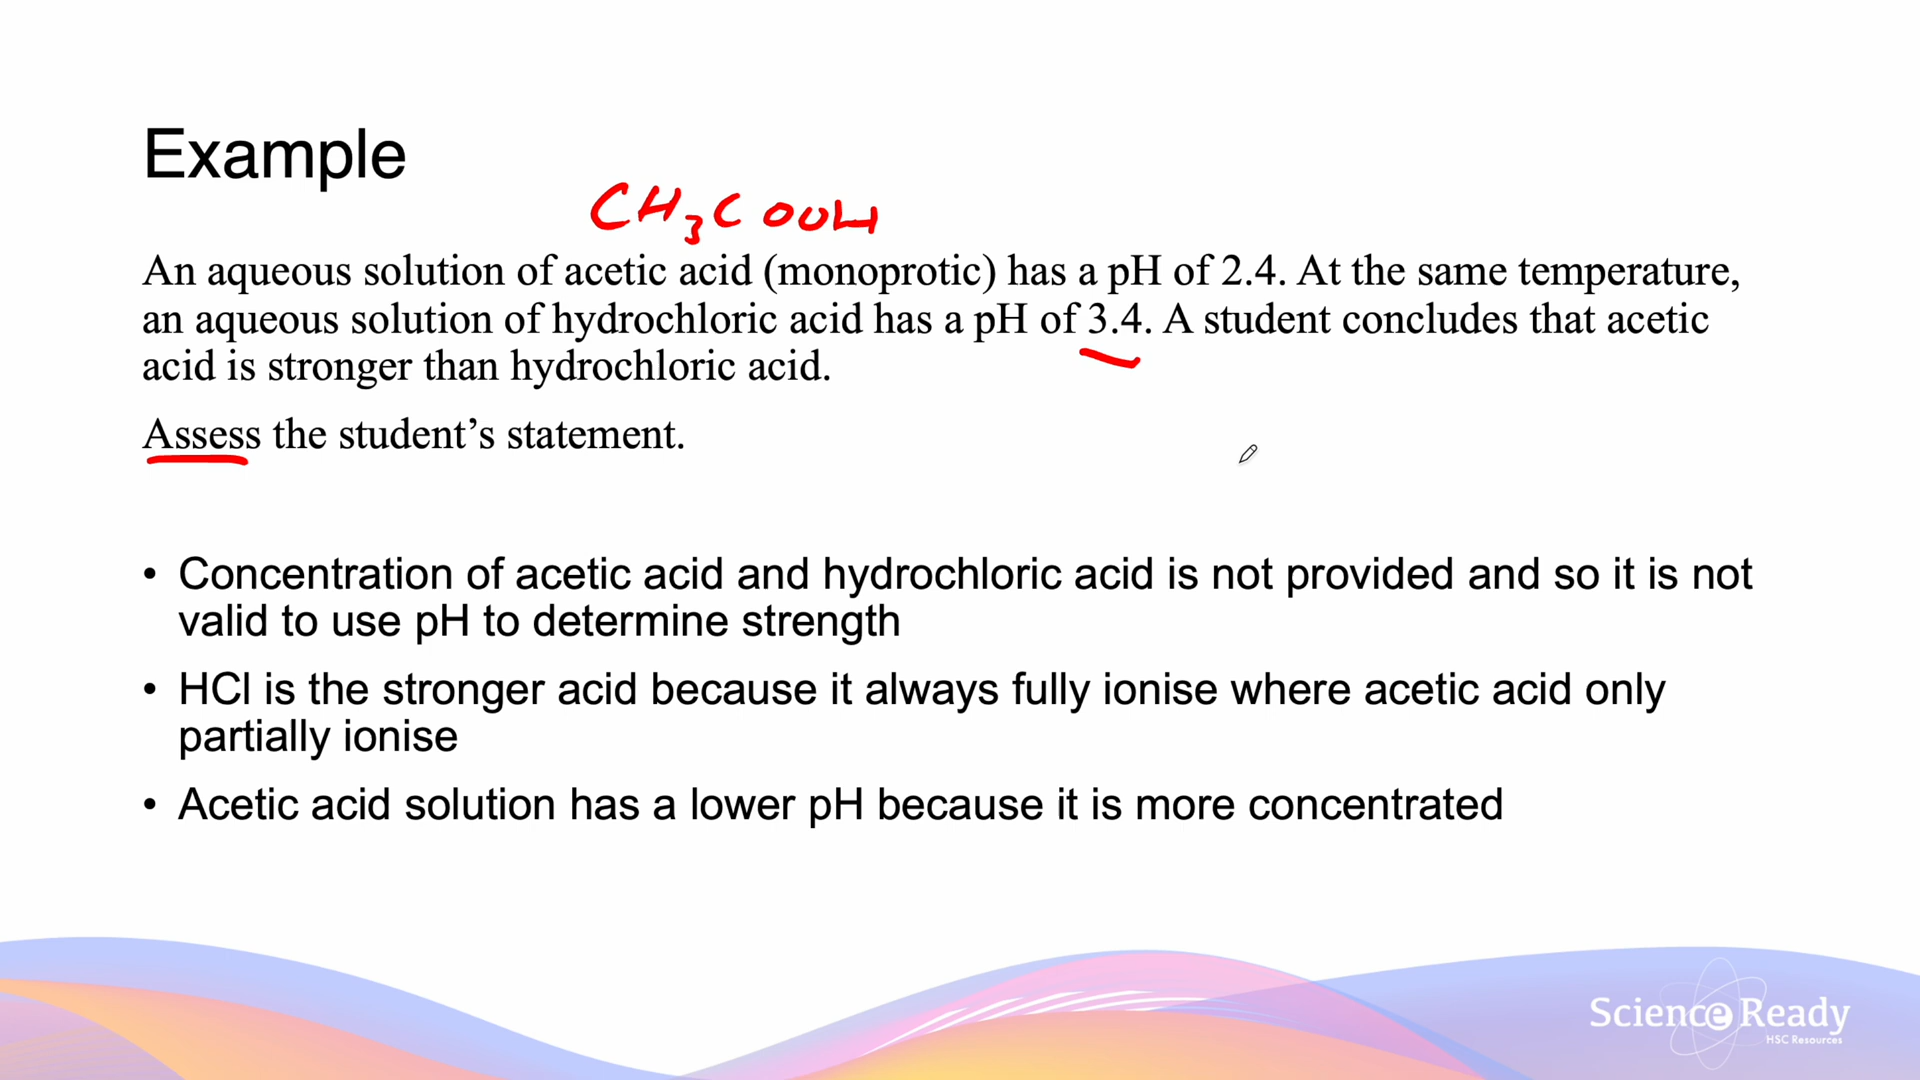 Example
CH₃COOH
An aqueous solution of acetic acid (monoprotic) has a pH of 2.4. At the same temperature,
an aqueous solution of hydrochloric acid has a pH of 3.4. A student concludes that acetic
acid is stronger than hydrochloric acid.
Assess the student’s statement.
• Concentration of acetic acid and hydrochloric acid is not provided and so it is not
valid to use pH to determine strength
• HCl is the stronger acid because it always fully ionise where acetic acid only
partially ionise
• Acetic acid solution has a lower pH because it is more concentrated
Science Ready
HSC Resources